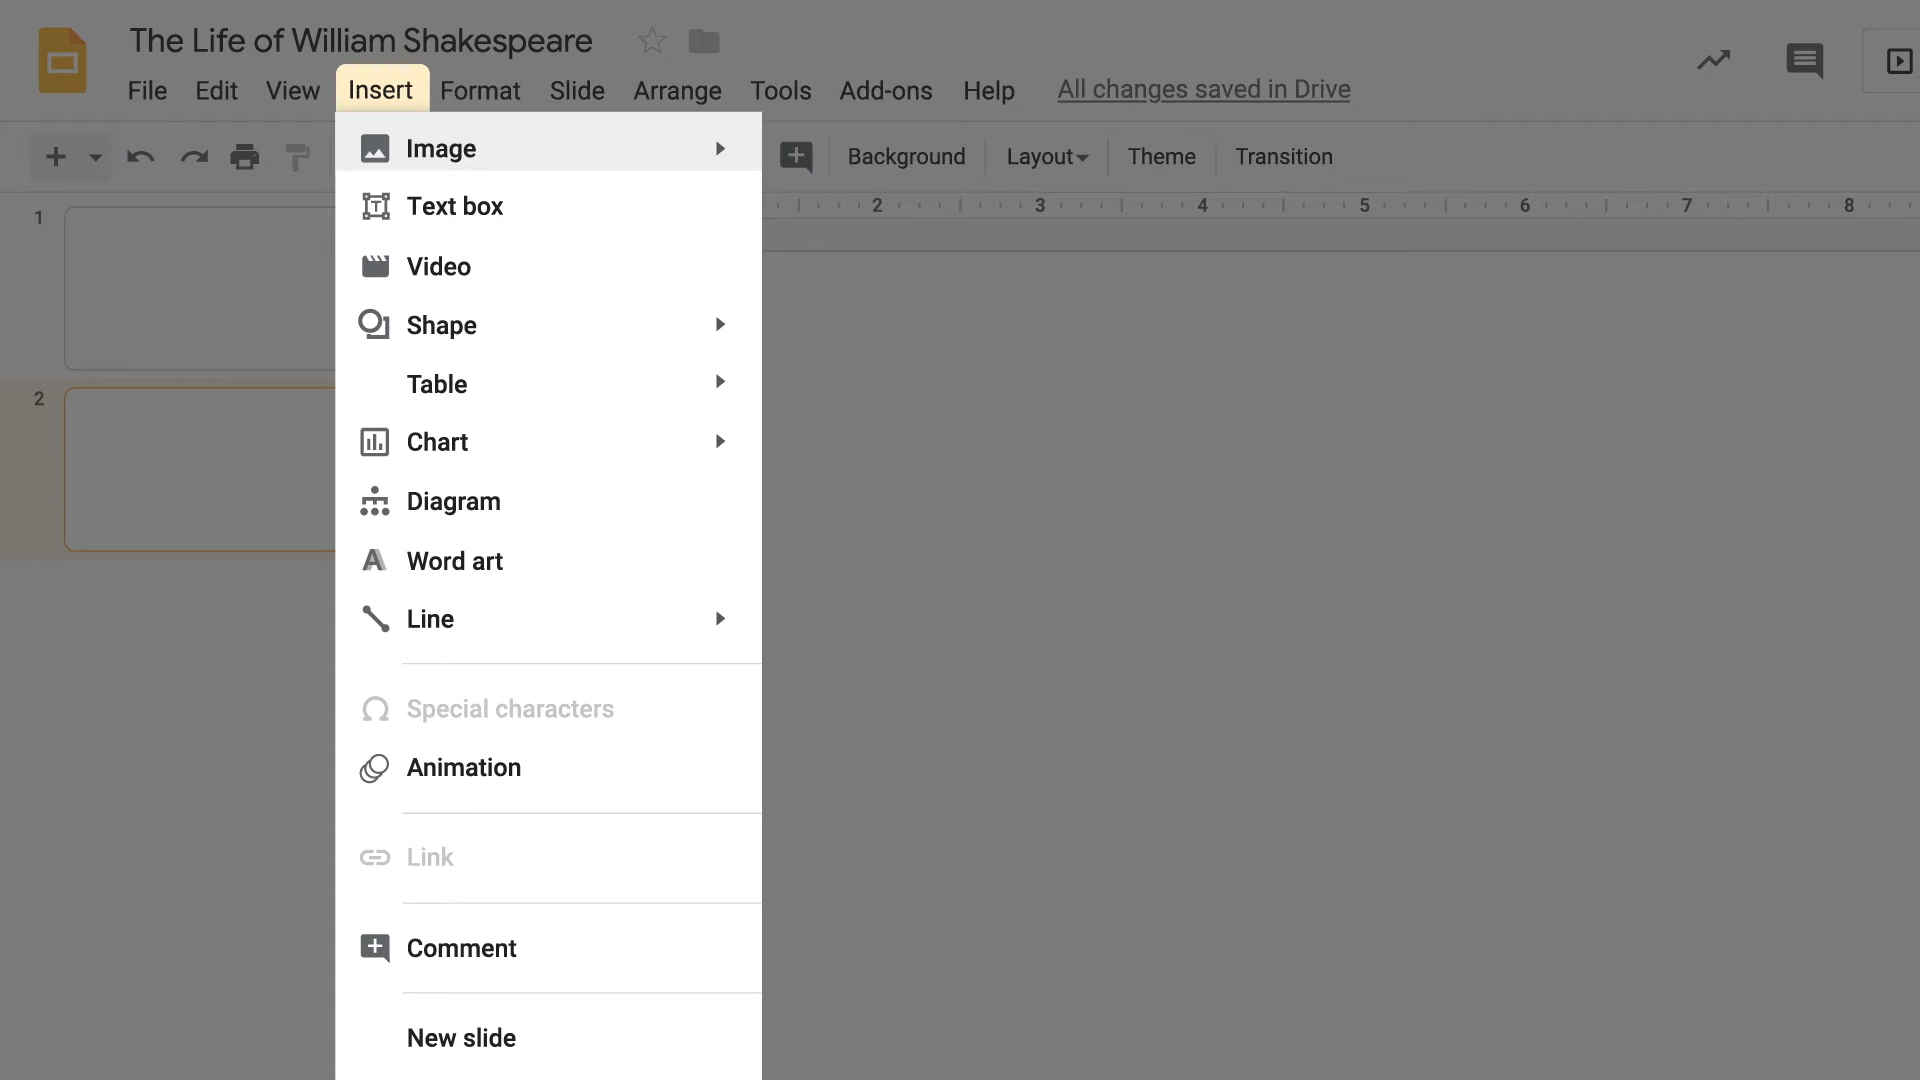 The Life of William Shakespeare
File Edit View Insert Format Slide Arrange Tools Add-ons Help All changes saved in Drive
Background Layout Theme Transition
2 3 4 5 6 7 8
1
2
Image
Text box
Video
Shape
Table
Chart
Diagram
Word art
Line
Special characters
Animation
Link
Comment
New slide